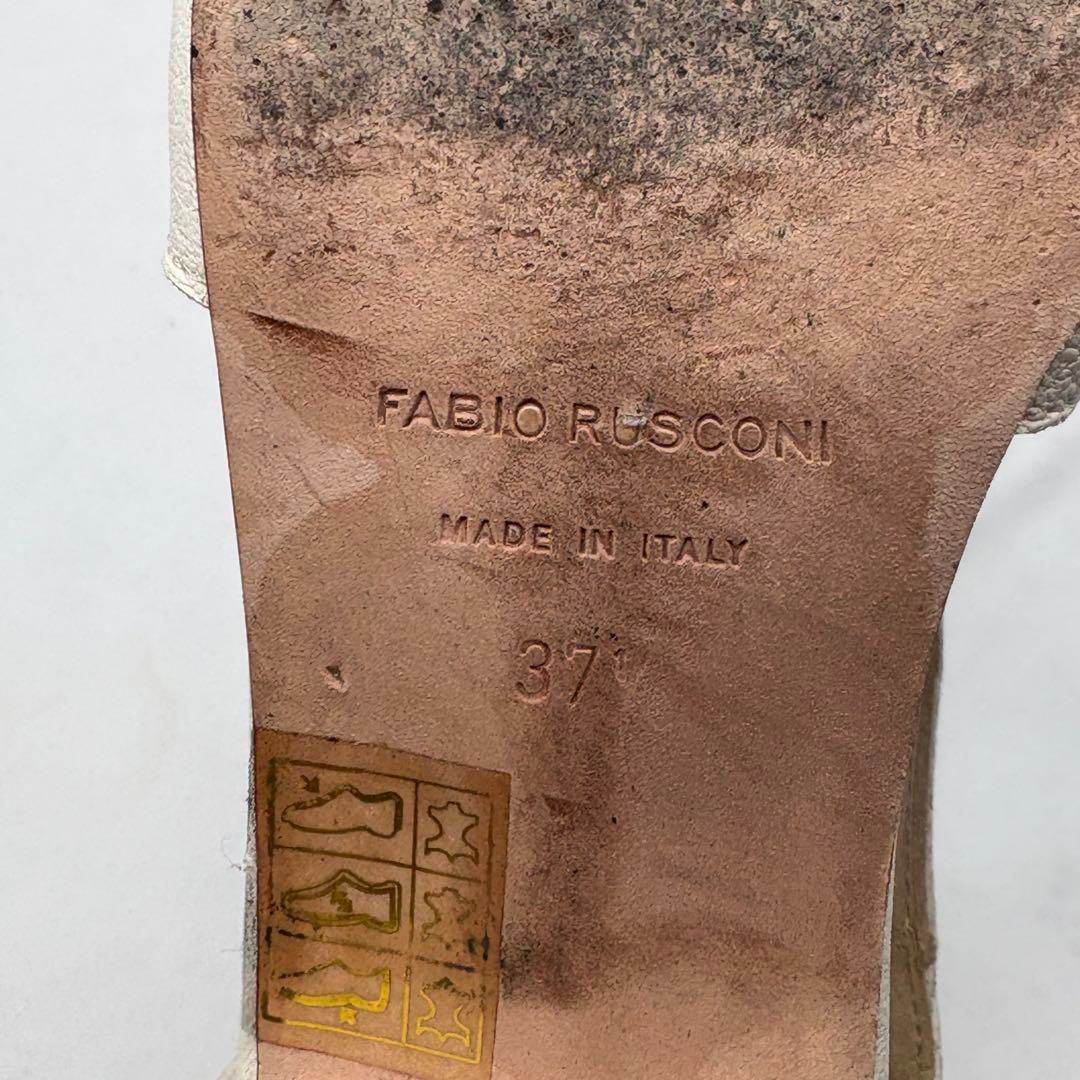 FABIO RUSCONI
MADE IN ITALY
37